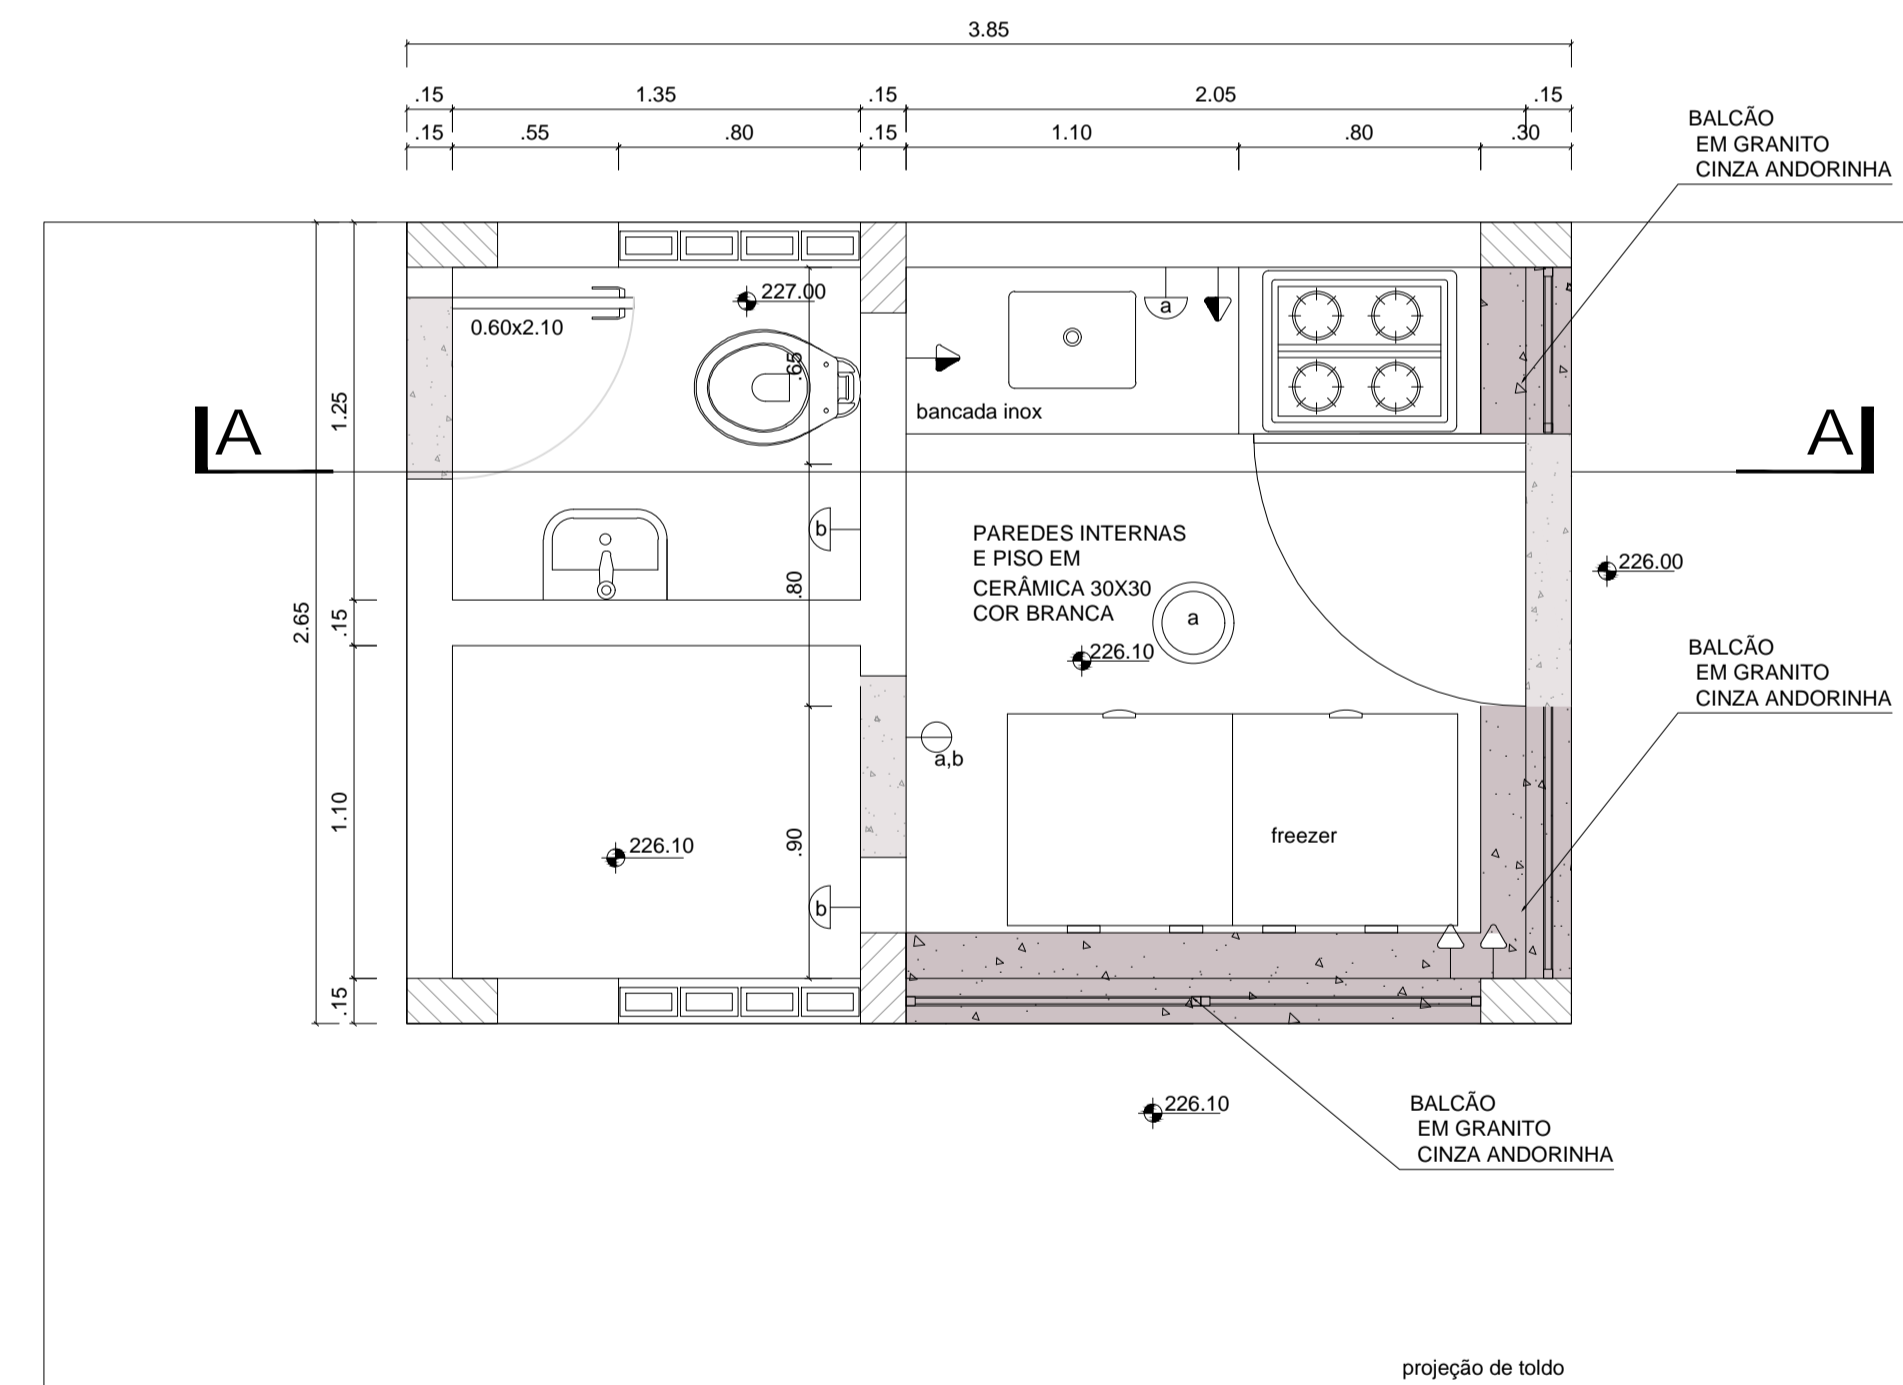 3.85
.15 1.35 .15 2.05 .15
.15 .55 .80 .15 1.10 .80 .30
BALCÃO
EM GRANITO
CINZA ANDORINHA
227.00
0.60x2.10
a
.65
bancada inox
1.25
A A
PAREDES INTERNAS
E PISO EM
CERÂMICA 30X30
COR BRANCA
b
226.00
.80
a
2.65
.15
226.10
BALCÃO
EM GRANITO
CINZA ANDORINHA
a,b
1.10
.90
freezer
226.10
b
.15
226.10
BALCÃO
EM GRANITO
CINZA ANDORINHA
projeção de toldo